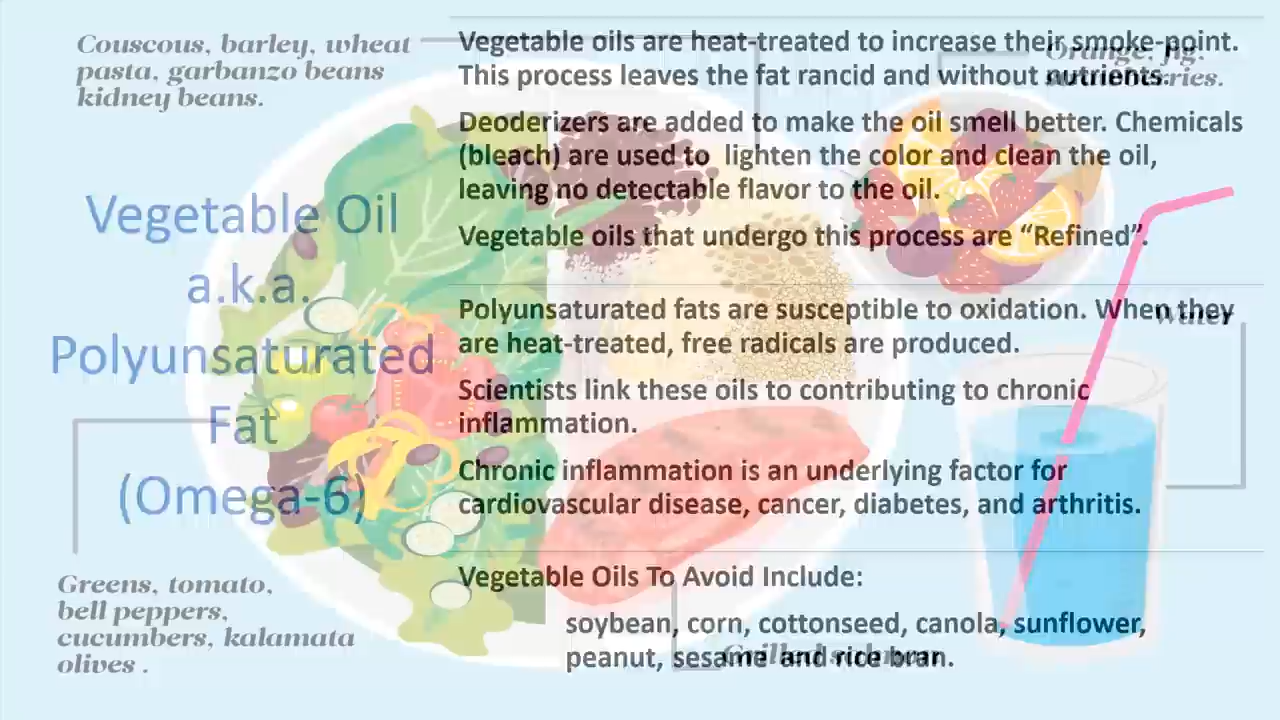 Couscous, barley, wheat
pasta, garbanzo beans
kidney beans.
Vegetable Oil
a.k.a.
Polyunsaturated
Fat
(Omega-6)
Greens, tomato,
bell peppers,
cucumbers, kalamata
olives .
Vegetable oils are heat-treated to increase their smoke-point.
This process leaves the fat rancid and without nutrients.
Deoderizers are added to make the oil smell better. Chemicals
(bleach) are used to lighten the color and clean the oil,
leaving no detectable flavor to the oil.
Vegetable oils that undergo this process are “Refined”.
Polyunsaturated fats are susceptible to oxidation. When they
are heat-treated, free radicals are produced.
Scientists link these oils to contributing to chronic
inflammation.
Chronic inflammation is an underlying factor for
cardiovascular disease, cancer, diabetes, and arthritis.
Vegetable Oils To Avoid Include:
soybean, corn, cottonseed, canola, sunflower,
peanut, sesame and rice bran.
Orange, fig,
water
Grilled salmon